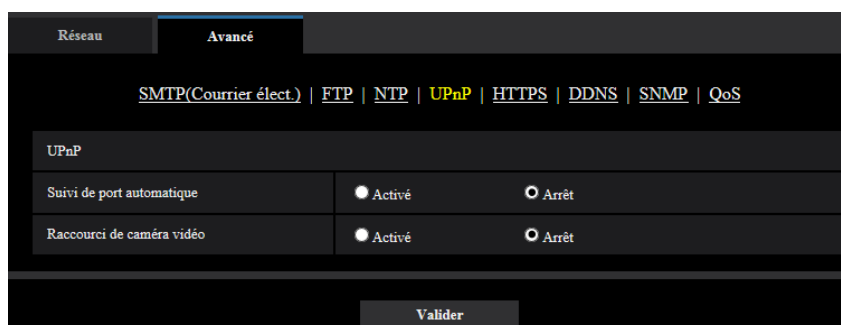 Réseau Avancé
SMTP(Courrier élect.) | FTP | NTP | UPnP | HTTPS | DDNS | SNMP | QoS
UPnP
Suivi de port automatique Activé Arrêt
Raccourci de caméra vidéo Activé Arrêt
Valider